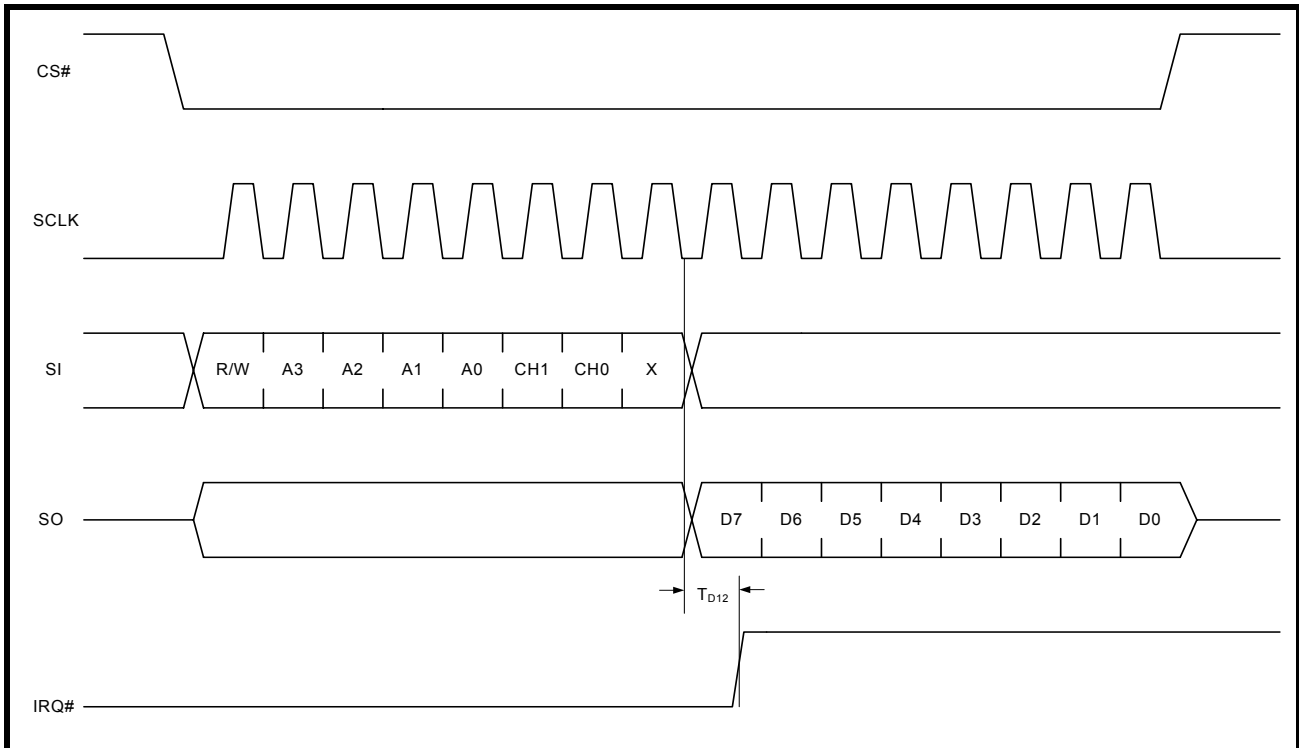 CS#
SCLK
SI
R/W A3 A2 A1 A0 CH1 CH0 X
SO
D7 D6 D5 D4 D3 D2 D1 D0
TD12
IRQ#